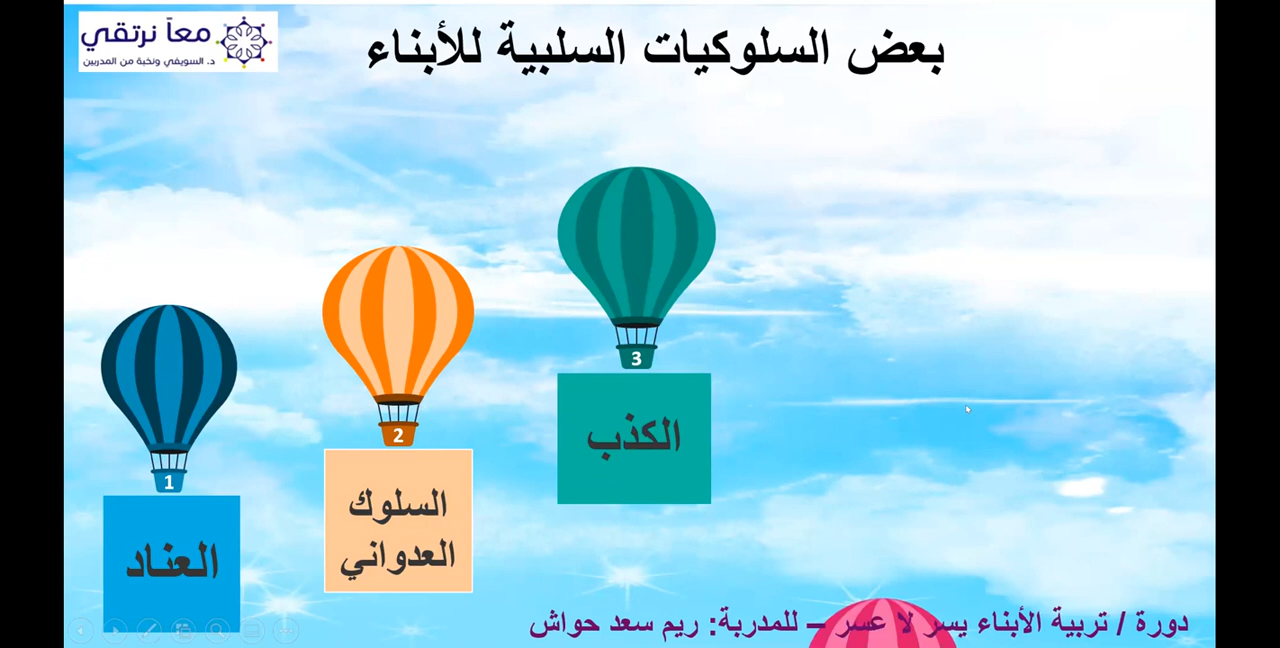 معاً نرتقي
د. السويفي ونخبة من المدربين
بعض السلوكيات السلبية للأبناء
1
العناد
2
السلوك
العدواني
3
الكذب
دورة / تربية الأبناء يسر لا عسر – للمدربة: ريم سعد حواش